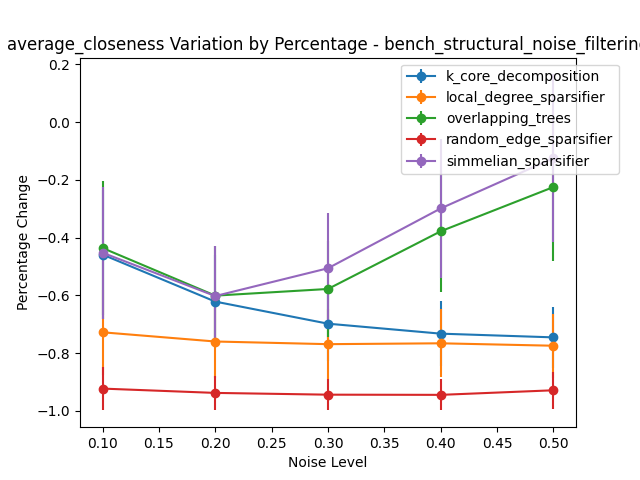 average_closeness Variation by Percentage - bench_structural_noise_filtering
k_core_decomposition
local_degree_sparsifier
overlapping_trees
random_edge_sparsifier
simmelian_sparsifier
Percentage Change
0.2
0.0
−0.2
−0.4
−0.6
−0.8
−1.0
0.10 0.15 0.20 0.25 0.30 0.35 0.40 0.45 0.50
Noise Level